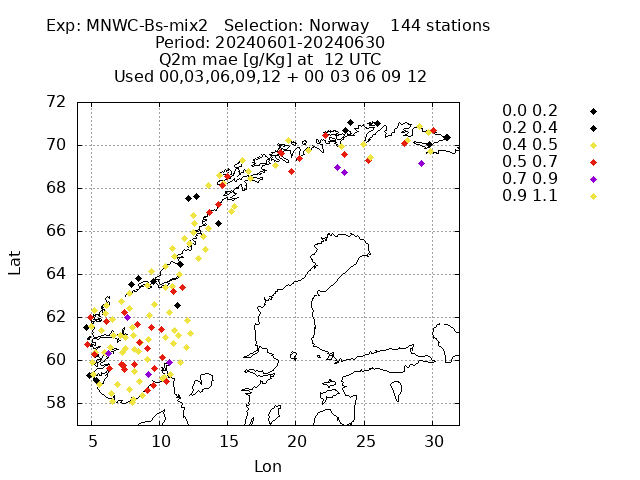 Exp: MNWC-Bs-mix2 Selection: Norway 144 stations
Period: 20240601-20240630
Q2m mae [g/Kg] at 12 UTC
Used 00,03,06,09,12 + 00 03 06 09 12
72
70
68
66
64
62
60
58
Lat
5 10 15 20 25 30
Lon
0.0 0.2
0.2 0.4
0.4 0.5
0.5 0.7
0.7 0.9
0.9 1.1